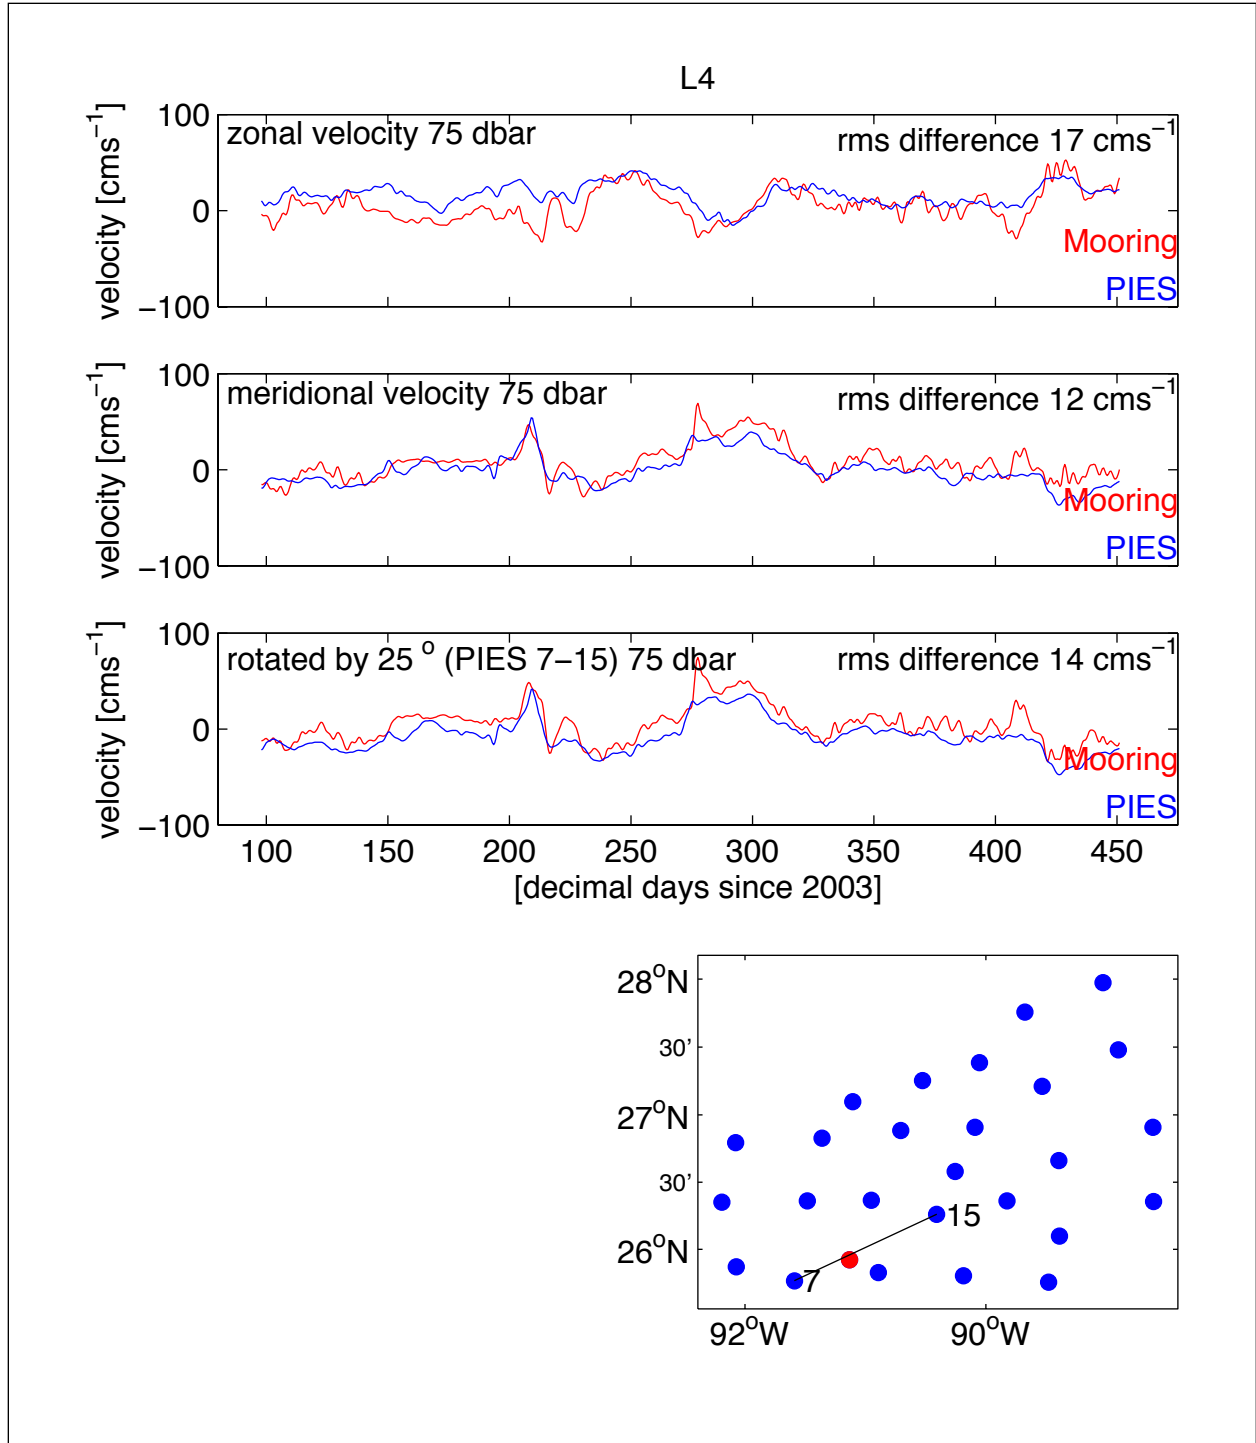 L4
100
0
−100
velocity [cms⁻¹]
zonal velocity 75 dbar
rms difference 17 cms⁻¹
Mooring
PIES
100
0
−100
velocity [cms⁻¹]
meridional velocity 75 dbar
rms difference 12 cms⁻¹
Mooring
PIES
100
0
−100
velocity [cms⁻¹]
rotated by 25 ° (PIES 7−15) 75 dbar
rms difference 14 cms⁻¹
Mooring
PIES
100 150 200 250 300 350 400 450
[decimal days since 2003]
28°N
30’
27°N
30’
26°N
15
7
92°W 90°W